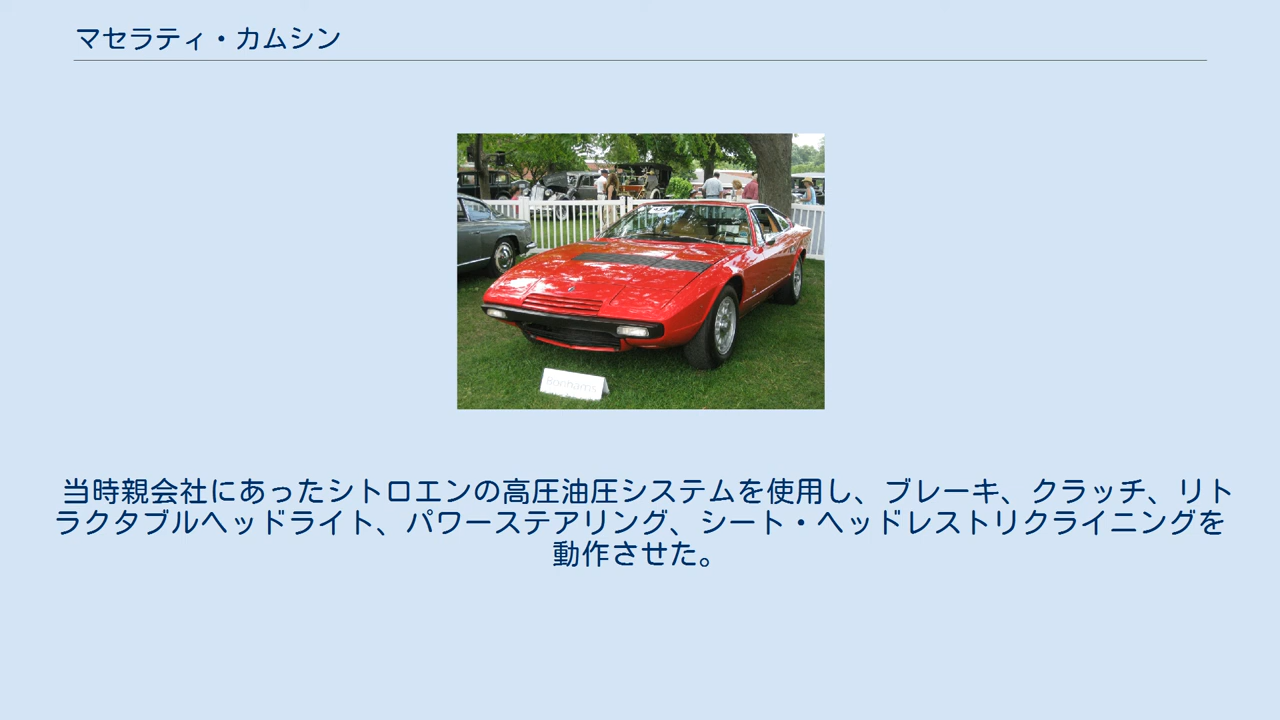 マセラティ・カムシン
Bonhams
当時親会社にあったシトロエンの高圧油圧システムを使用し、ブレーキ、クラッチ、リト
ラクタブルヘッドライト、パワーステアリング、シート・ヘッドレストリクライニングを
動作させた。